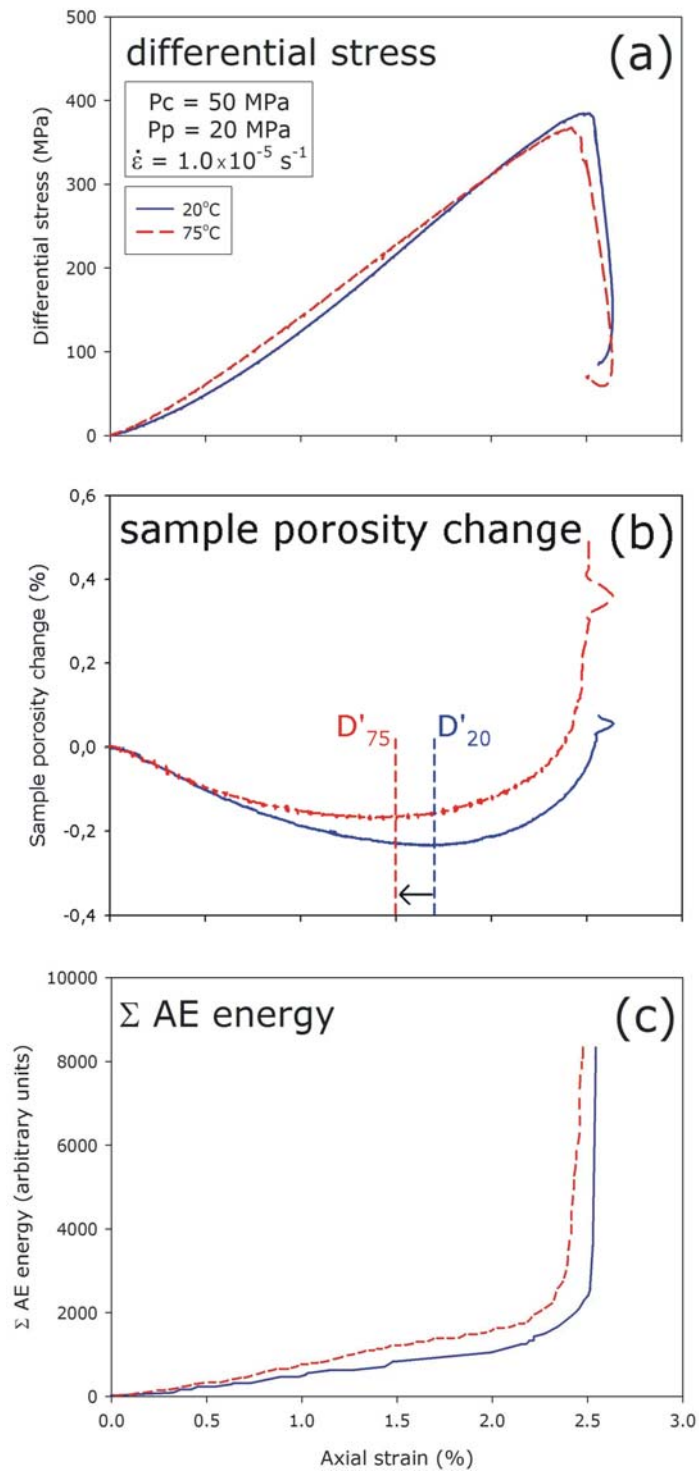 500
400
300
200
100
0
Differential stress (MPa)
differential stress
(a)
Pc = 50 MPa
Pp = 20 MPa
ε̇ = 1.0×10⁻⁵ s⁻¹
20°C
75°C
0,6
0,4
0,2
0,0
-0,2
-0,4
Sample porosity change (%)
sample porosity change
(b)
D'₇₅
D'₂₀
10000
8000
6000
4000
2000
0
Σ AE energy (arbitrary units)
Σ AE energy
(c)
0.0 0.5 1.0 1.5 2.0 2.5 3.0
Axial strain (%)